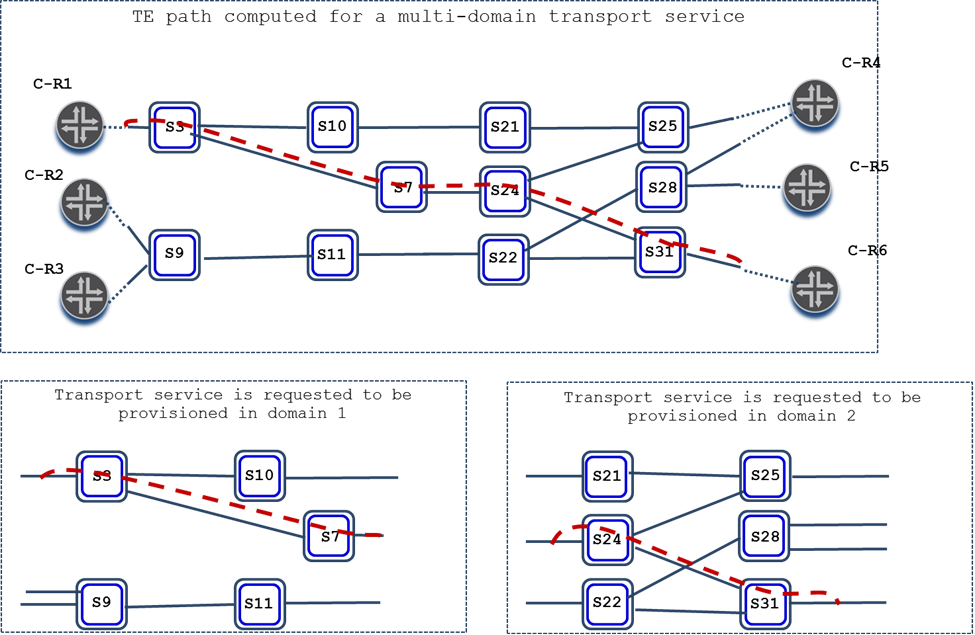 TE path computed for a multi-domain transport service
C-R1
C-R4
S3
S10
S21
S25
C-R2
C-R5
S7
S24
S28
C-R3
C-R6
S9
S11
S22
S31
Transport service is requested to be
provisioned in domain 1
S3
S10
S7
S9
S11
Transport service is requested to be
provisioned in domain 2
S21
S25
S24
S28
S22
S31